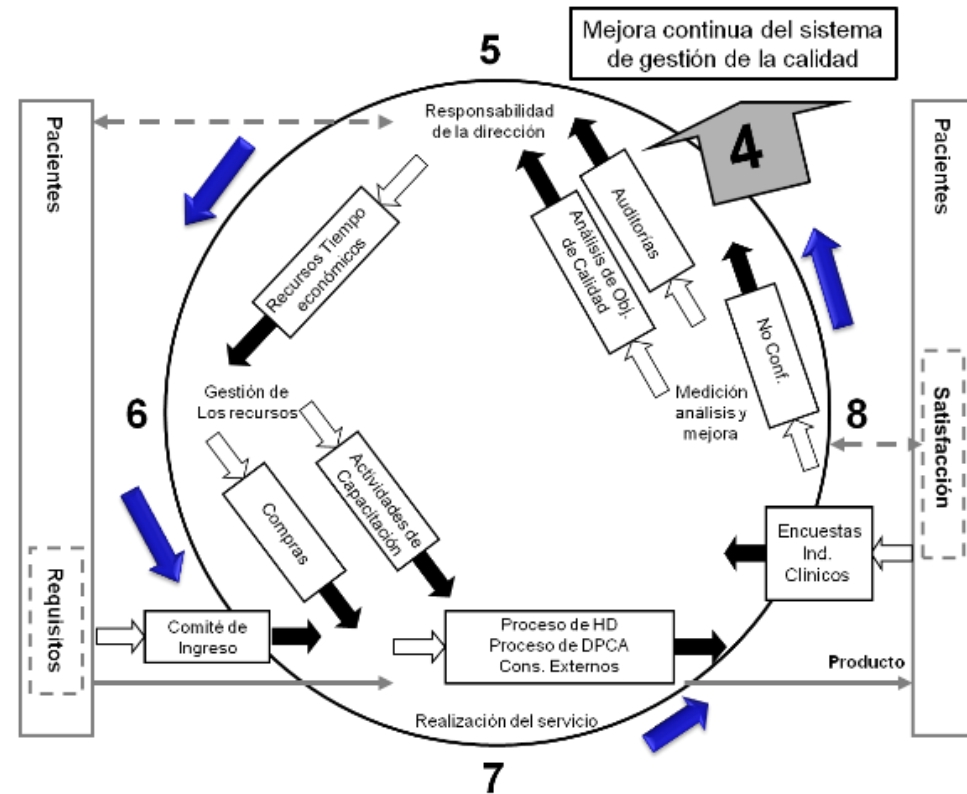 Mejora continua del sistema
de gestión de la calidad
5
4
Responsabilidad
de la dirección
Pacientes
Pacientes
Recursos Tiempo
económicos
Análisis de Obj.
de Calidad
Auditorías
No Conf.
Gestión de
Los recursos
6
Medición
análisis y
mejora
8
Satisfacción
Compras
Actividades de
Capacitación
Encuestas
Ind.
Clínicos
Requisitos
Comité de
Ingreso
Proceso de HD
Proceso de DPCA
Cons. Externos
Producto
Realización del servicio
7